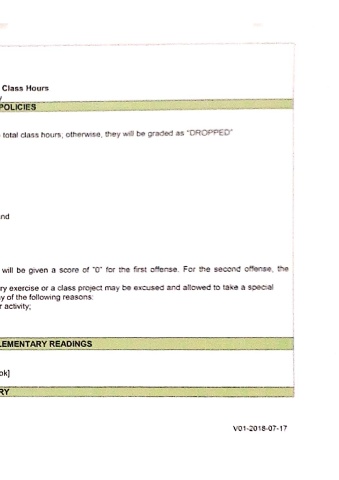 Class Hours
y
POLICIES
total class hours; otherwise, they will be graded as "DROPPED"
and
will be given a score of "0" for the first offense. For the second offense, the
ry exercise or a class project may be excused and allowed to take a special
y of the following reasons:
r activity;
LEMENTARY READINGS
ok]
RY
V01-2018-07-17